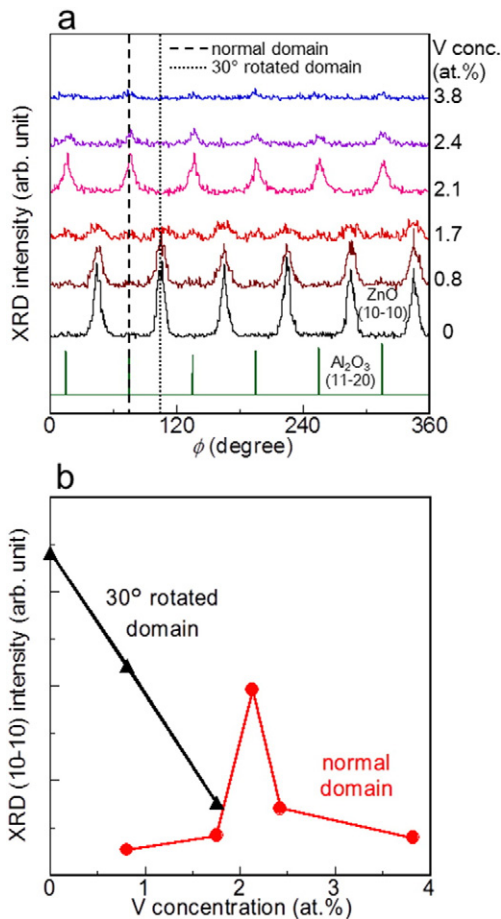 a
normal domain
30° rotated domain
V conc.
(at.%)
3.8
2.4
2.1
1.7
0.8
0
ZnO
(10-10)
Al₂O₃
(11-20)
XRD intensity (arb. unit)
0 120 240 360
ϕ (degree)
b
30° rotated
domain
normal
domain
XRD (10-10) intensity (arb. unit)
0 1 2 3 4
V concentration (at.%)